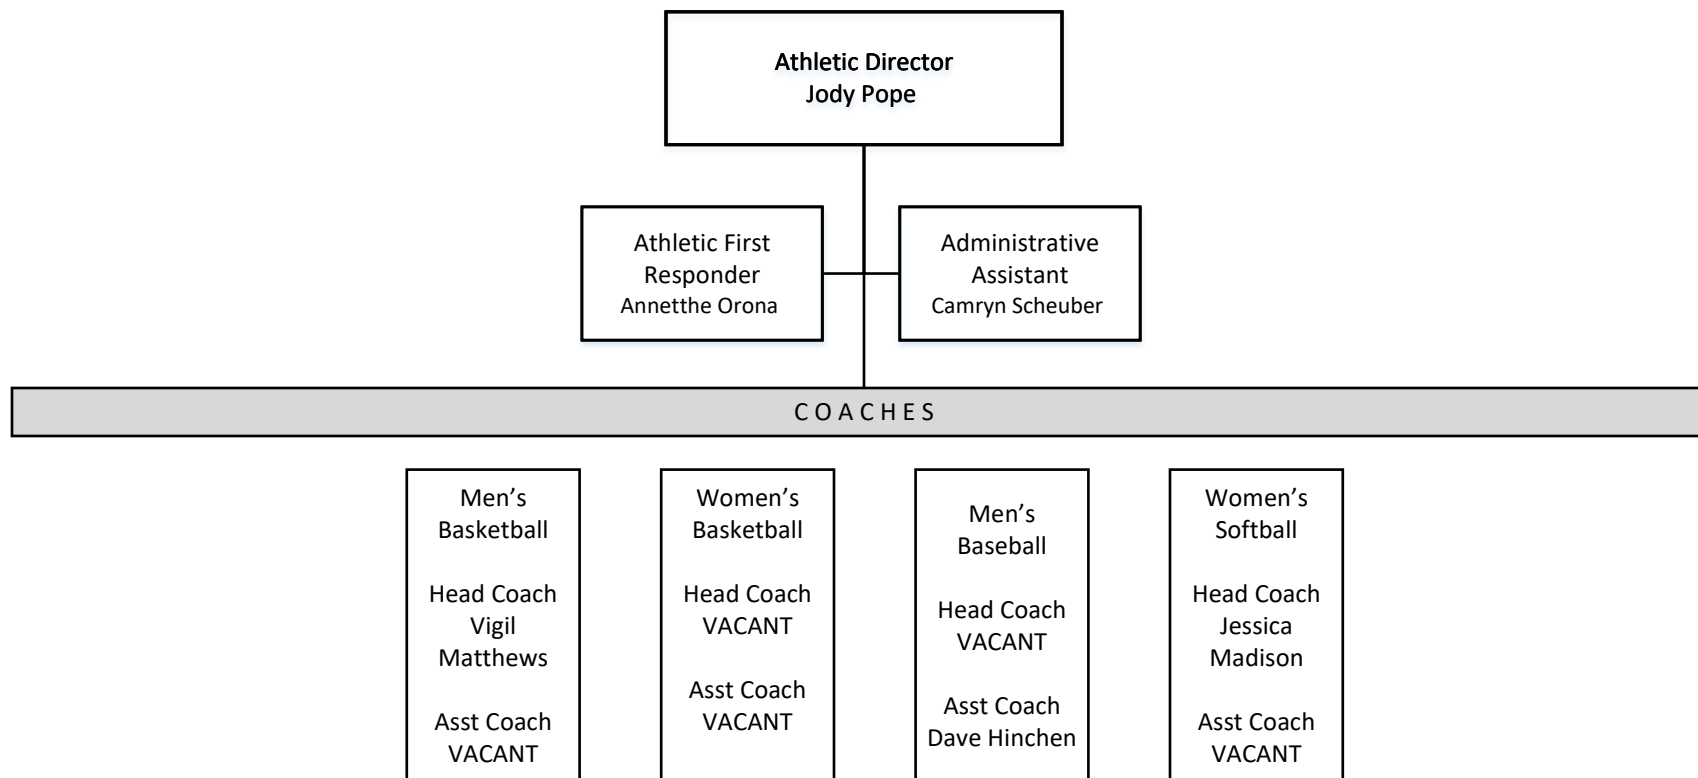 Athletic Director
Jody Pope
Athletic First
Responder
Annetthe Orona
Administrative
Assistant
Camryn Scheuber
COACHES
Men’s
Basketball
Head Coach
Vigil
Matthews
Asst Coach
VACANT
Women’s
Basketball
Head Coach
VACANT
Asst Coach
VACANT
Men’s
Baseball
Head Coach
VACANT
Asst Coach
Dave Hinchen
Women’s
Softball
Head Coach
Jessica
Madison
Asst Coach
VACANT